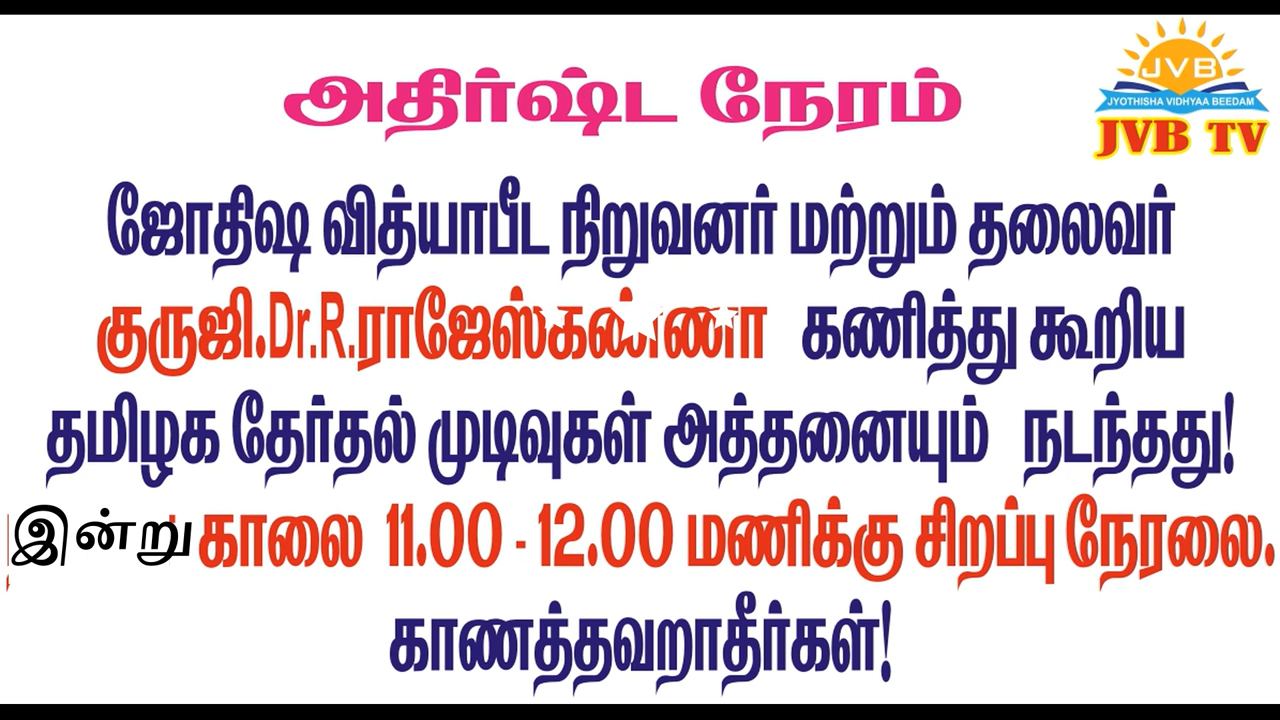 அதிர்ஷ்ட நேரம்
JVB
JYOTHISHA VIDHYAA BEEDAM
JVB TV
ஜோதிஷ வித்யாபீட நிறுவனர் மற்றும் தலைவர்
குருஜி.Dr.R.ராஜேஸ்கண்ணா கணித்து கூறிய
தமிழக தேர்தல் முடிவுகள் அத்தனையும் நடந்தது!
இன்று காலை 11.00 - 12.00 மணிக்கு சிறப்பு நேரலை.
காணத்தவறாதீர்கள்!